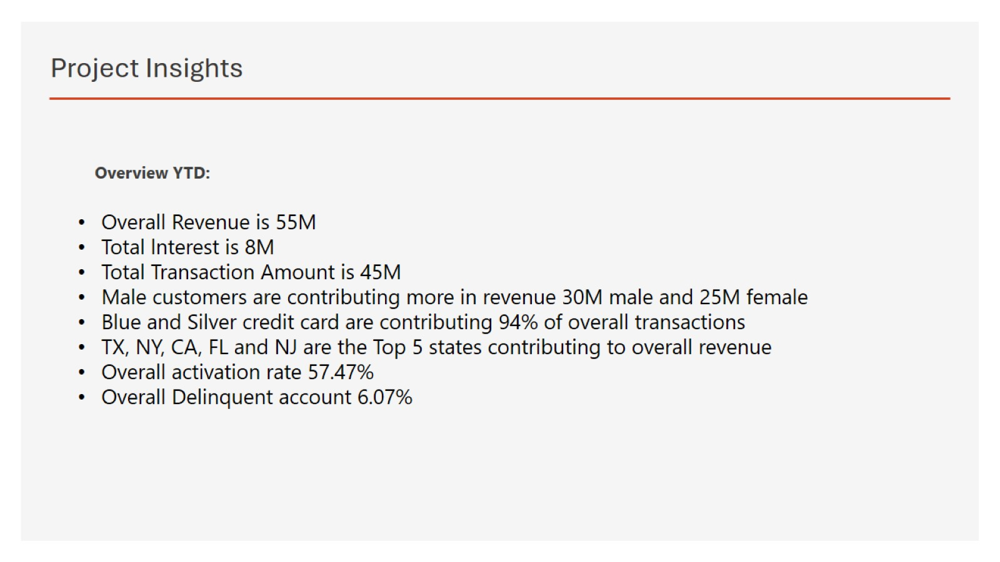 Project Insights
Overview YTD:
• Overall Revenue is 55M
• Total Interest is 8M
• Total Transaction Amount is 45M
• Male customers are contributing more in revenue 30M male and 25M female
• Blue and Silver credit card are contributing 94% of overall transactions
• TX, NY, CA, FL and NJ are the Top 5 states contributing to overall revenue
• Overall activation rate 57.47%
• Overall Delinquent account 6.07%